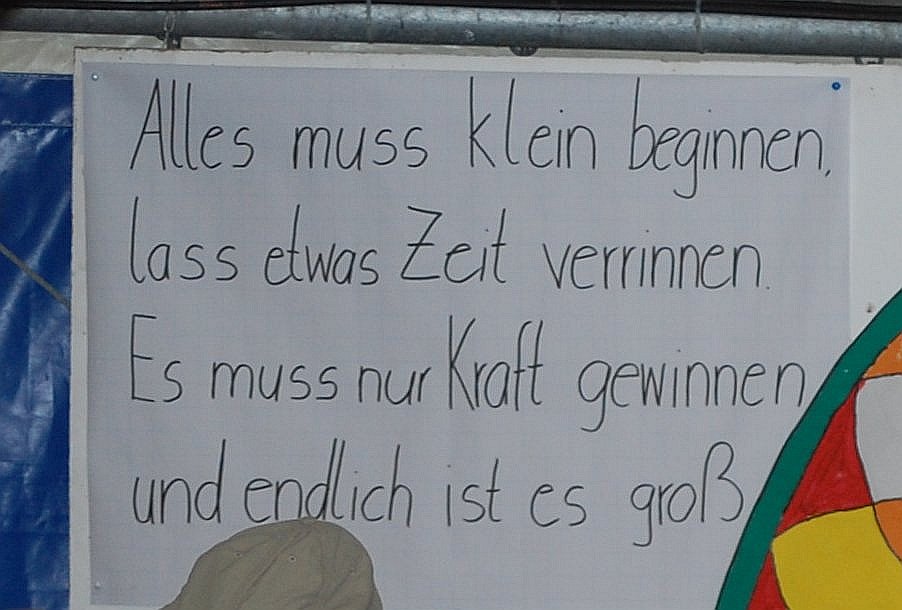 Alles muss klein beginnen,
lass etwas Zeit verrinnen.
Es muss nur Kraft gewinnen
und endlich ist es groß